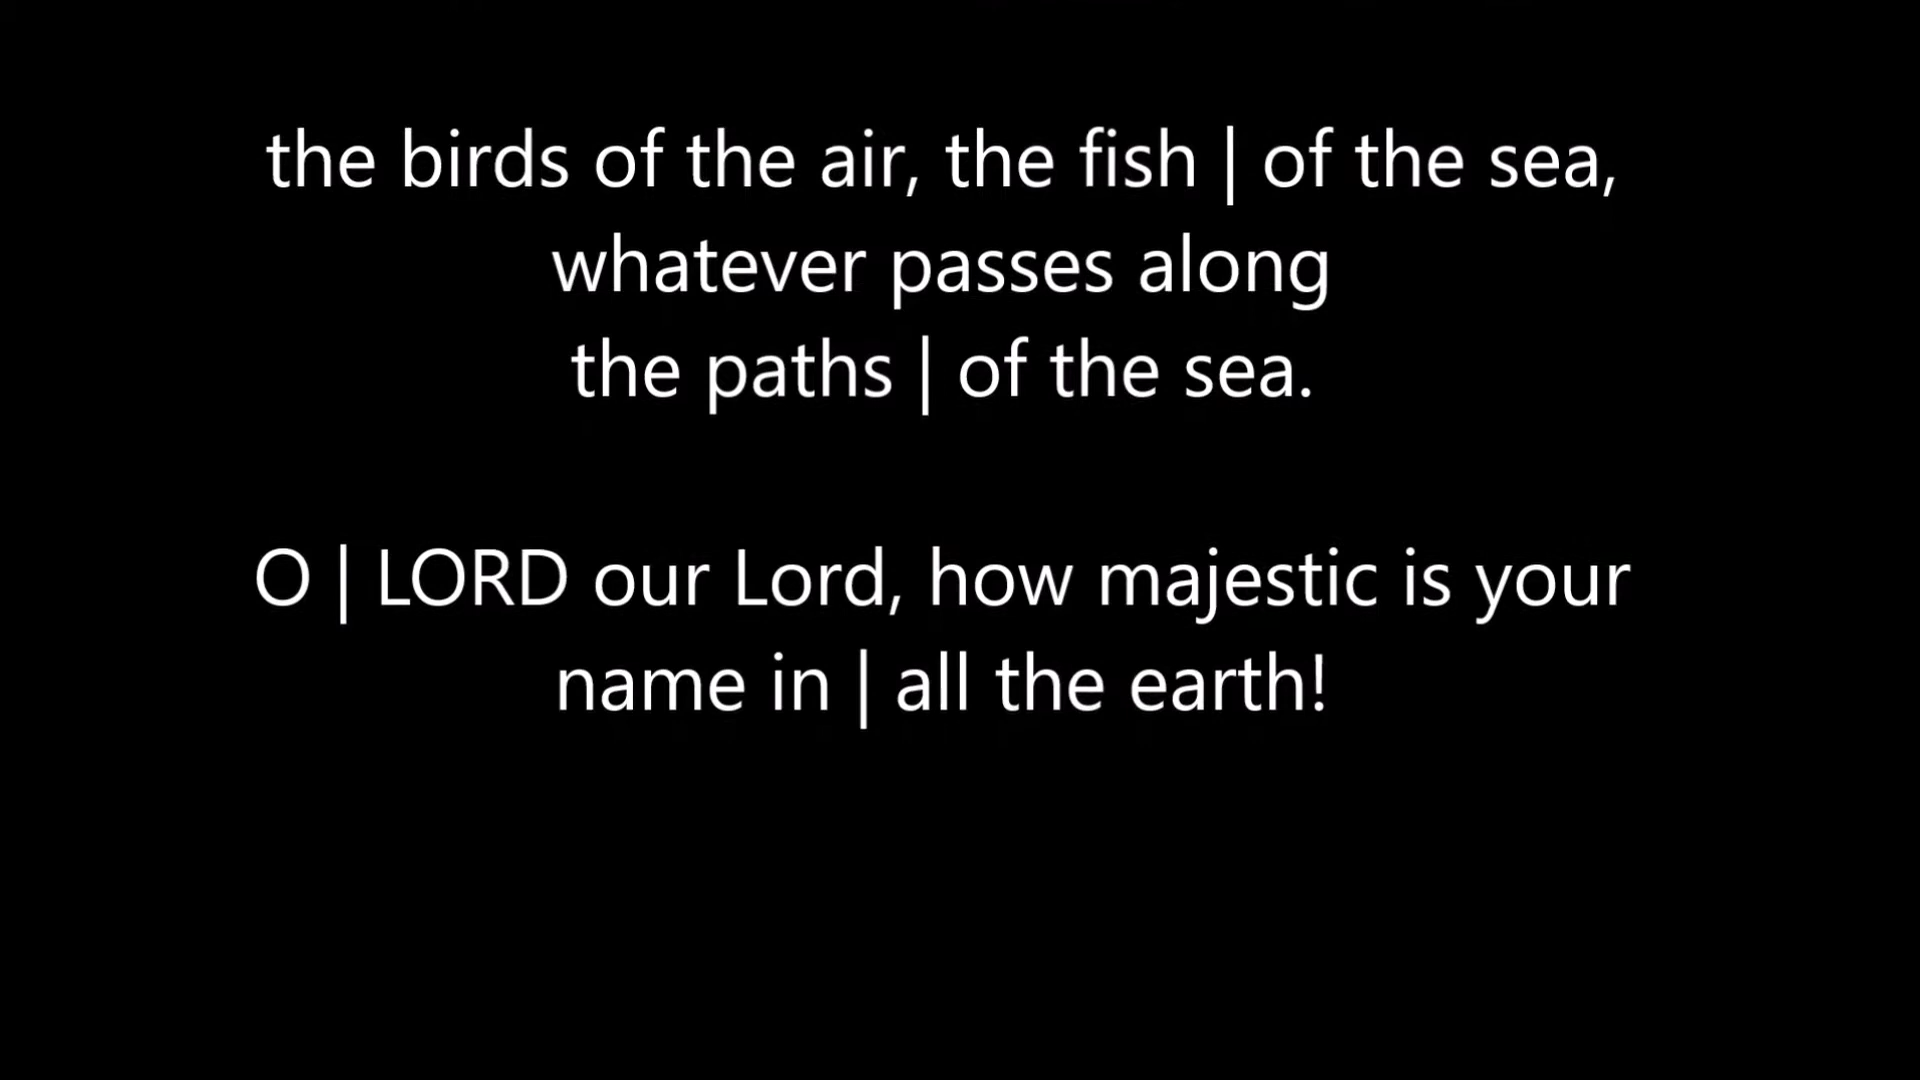 the birds of the air, the fish | of the sea,
whatever passes along
the paths | of the sea.
O | LORD our Lord, how majestic is your
name in | all the earth!